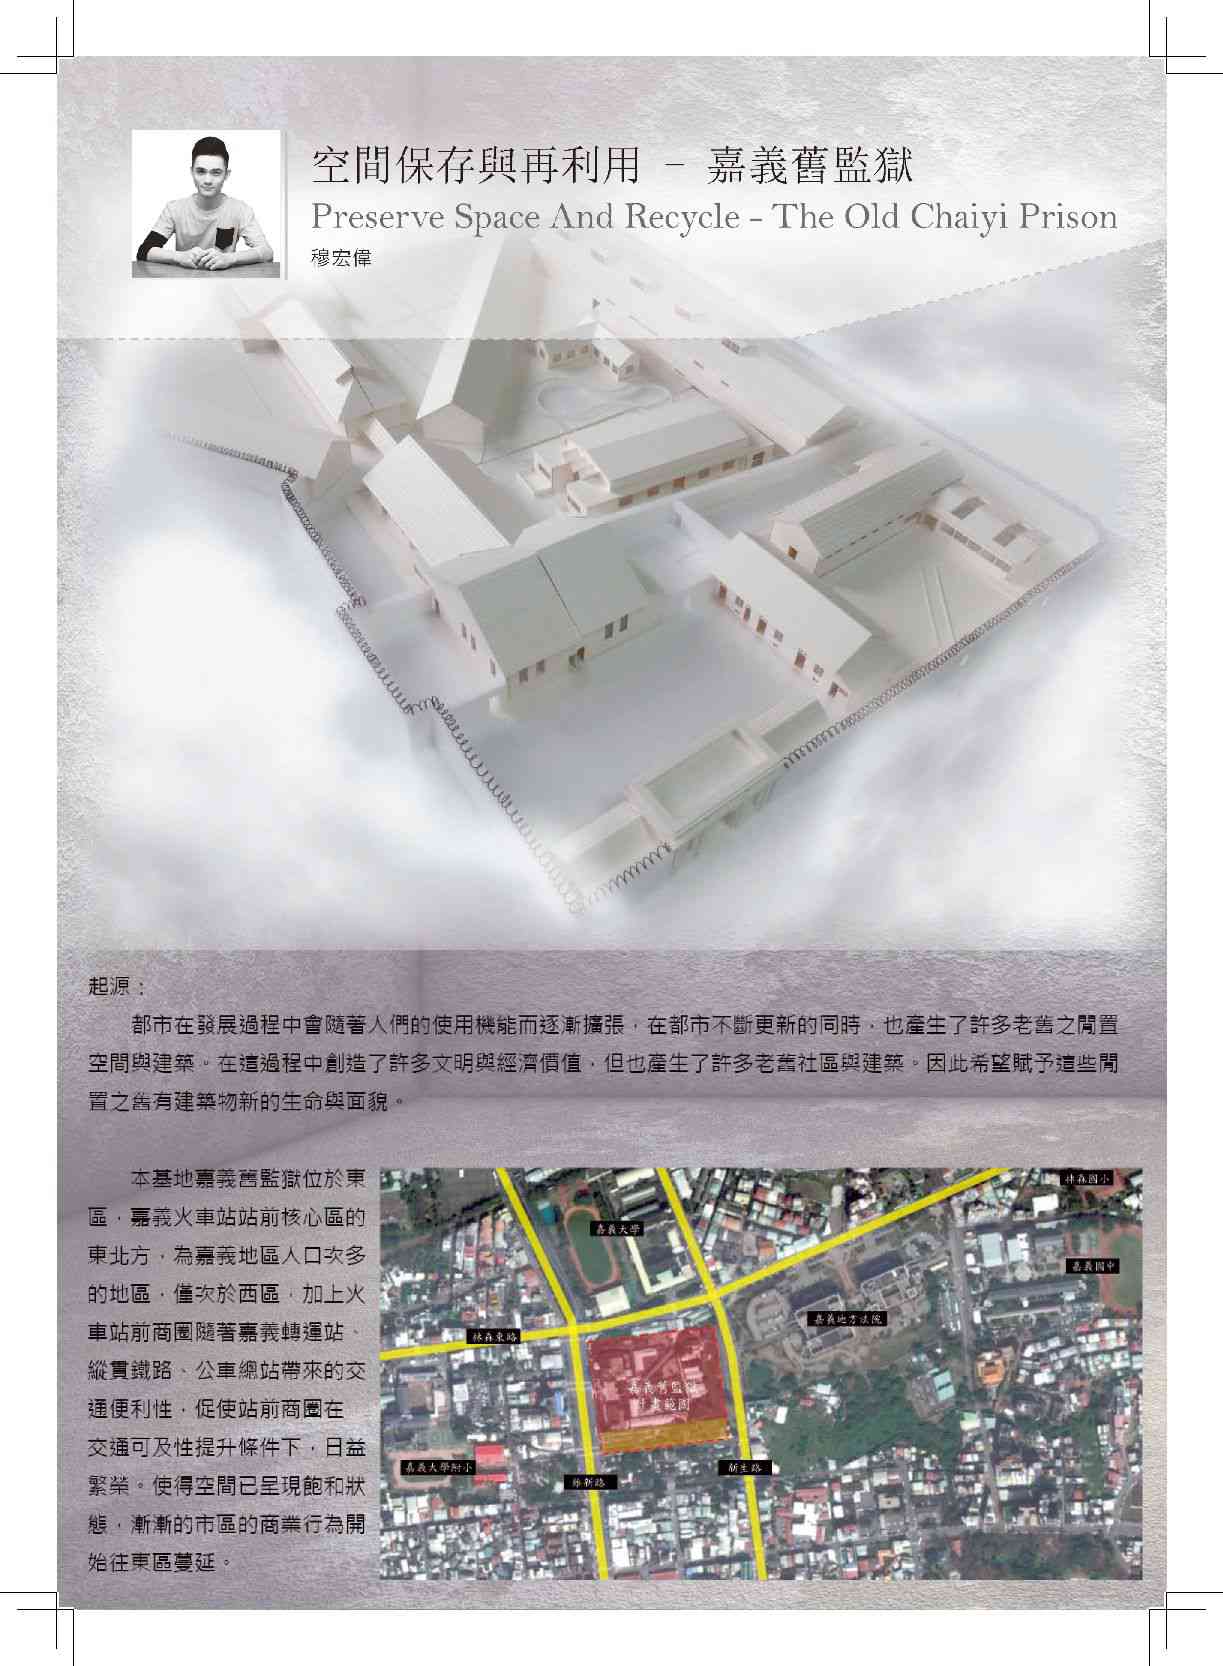 空間保存與再利用 – 嘉義舊監獄
Preserve Space And Recycle - The Old Chaiyi Prison
穆宏偉
起源：
都市在發展過程中會隨著人們的使用機能而逐漸擴張，在都市不斷更新的同時，也產生了許多老舊之閒置
空間與建築。在這過程中創造了許多文明與經濟價值，但也產生了許多老舊社區與建築。因此希望賦予這些閒
置之舊有建築物新的生命與面貌。
本基地嘉義舊監獄位於東
區，嘉義火車站站前核心區的
東北方，為嘉義地區人口次多
的地區，僅次於西區，加上火
車站前商圈隨著嘉義轉運站、
縱貫鐵路、公車總站帶來的交
通便利性，促使站前商圈在
交通可及性提升條件下，日益
繁榮。使得空間已呈現飽和狀
態，漸漸的市區的商業行為開
始往東區蔓延。
林森國小
嘉義大學
嘉義國中
嘉義地方法院
林森東路
嘉義舊監獄
計畫範圍
嘉義大學附小
維新路
新生路